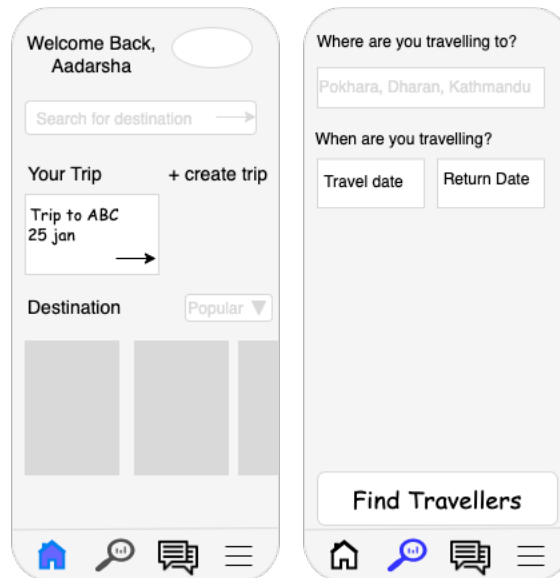 Welcome Back,
Aadarsha
Search for destination
Your Trip
+ create trip
Trip to ABC
25 jan
Destination
Popular
Where are you travelling to?
Pokhara, Dharan, Kathmandu
When are you travelling?
Travel date
Return Date
Find Travellers